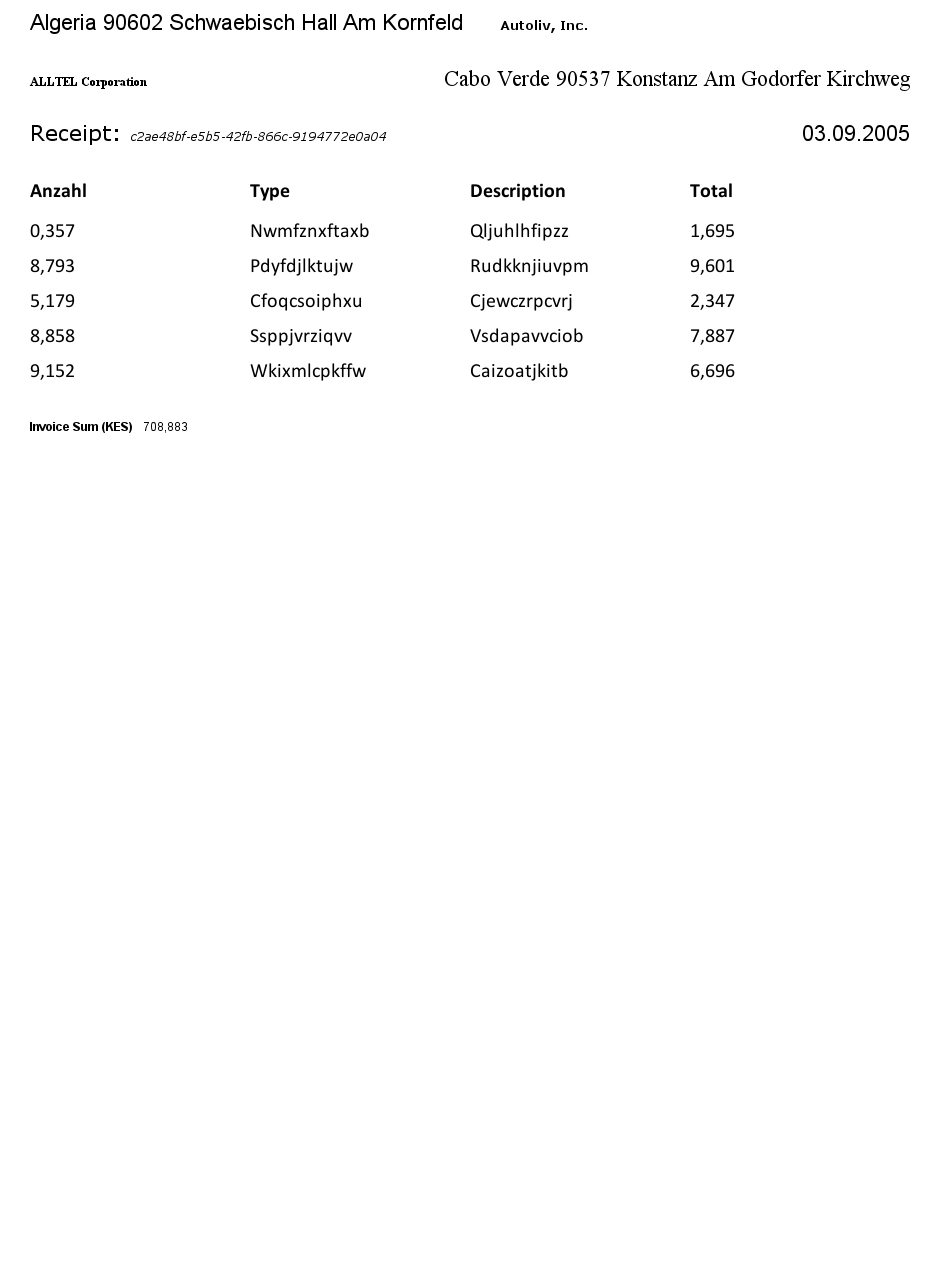 Algeria 90602 Schwaebisch Hall Am Kornfeld Autoliv, Inc.
ALLTEL Corporation Cabo Verde 90537 Konstanz Am Godorfer Kirchweg
Receipt: c2ae48bf-e5b5-42fb-866c-9194772e0a04 03.09.2005
Anzahl Type Description Total
0,357 Nwmfznxftaxb Qljuhlhfipzz 1,695
8,793 Pdyfdjlktujw Rudkknjiuvpm 9,601
5,179 Cfoqcsoiphxu Cjewczrpcvrj 2,347
8,858 Ssppjvrziqvv Vsdapavvciob 7,887
9,152 Wkixmlcpkffw Caizoatjkitb 6,696
Invoice Sum (KES) 708,883